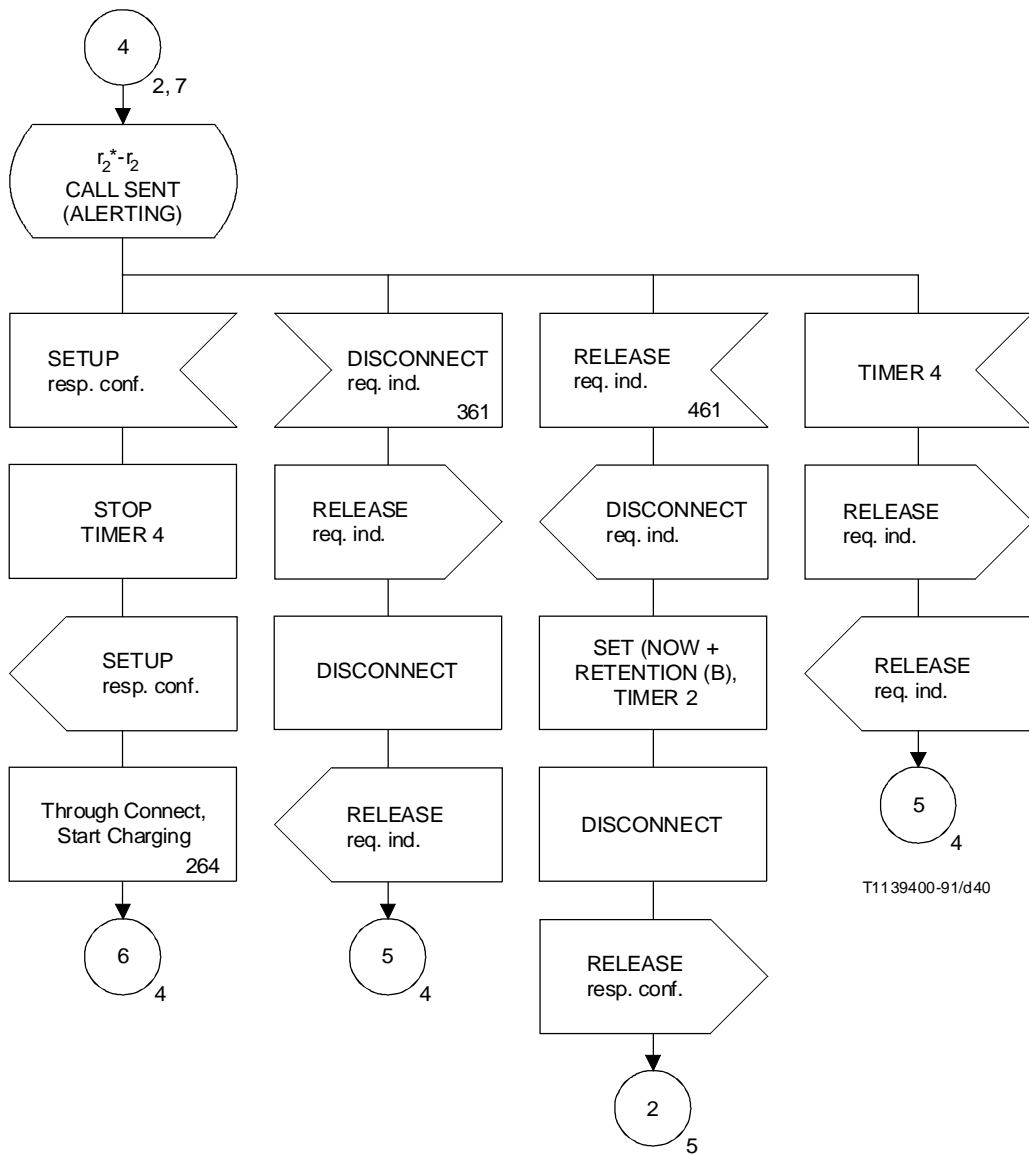 4
2, 7
r2*-r2
CALL SENT
(ALERTING)
SETUP
resp. conf.
DISCONNECT
req. ind.
361
RELEASE
req. ind.
461
TIMER 4
STOP
TIMER 4
RELEASE
req. ind.
DISCONNECT
req. ind.
RELEASE
req. ind.
SETUP
resp. conf.
DISCONNECT
SET (NOW +
RETENTION (B),
TIMER 2
RELEASE
req. ind.
Through Connect,
Start Charging
264
RELEASE
req. ind.
DISCONNECT
5
4
T1139400-91/d40
6
4
5
4
RELEASE
resp. conf.
2
5